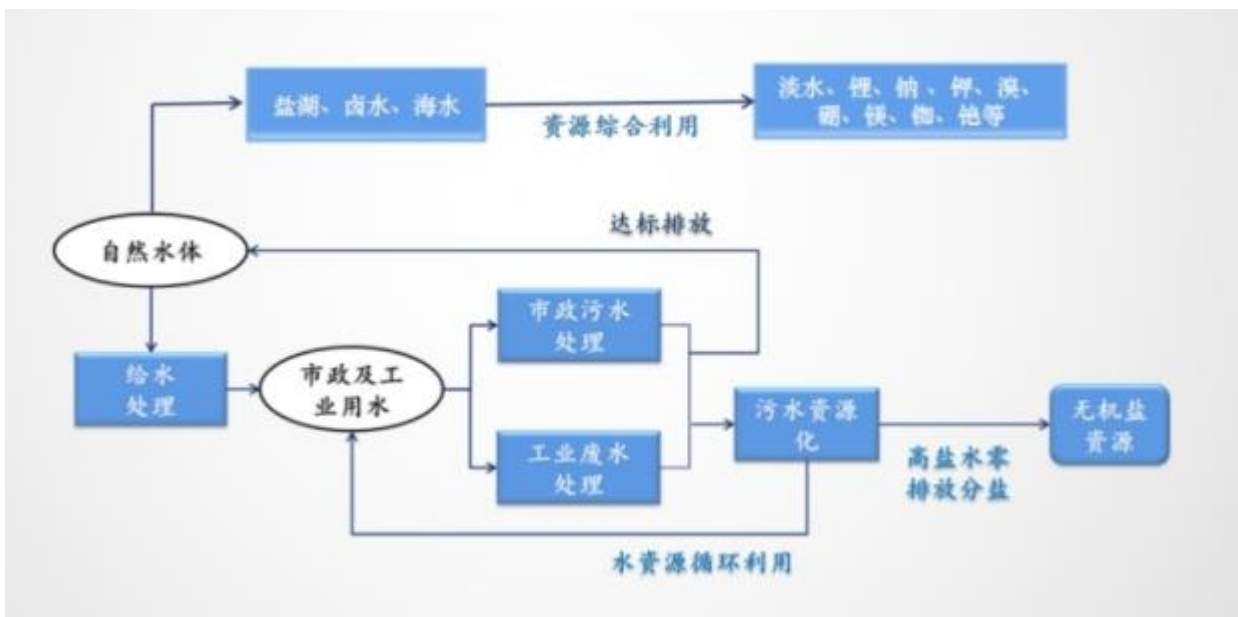 盐湖、卤水、海水
资源综合利用
淡水、锂、钠、钾、溴、
硼、镁、铷、铯等
达标排放
自然水体
给水
处理
市政及工
业用水
市政污水
处理
工业废水
处理
污水资源
化
高盐水零
排放分盐
无机盐
资源
水资源循环利用